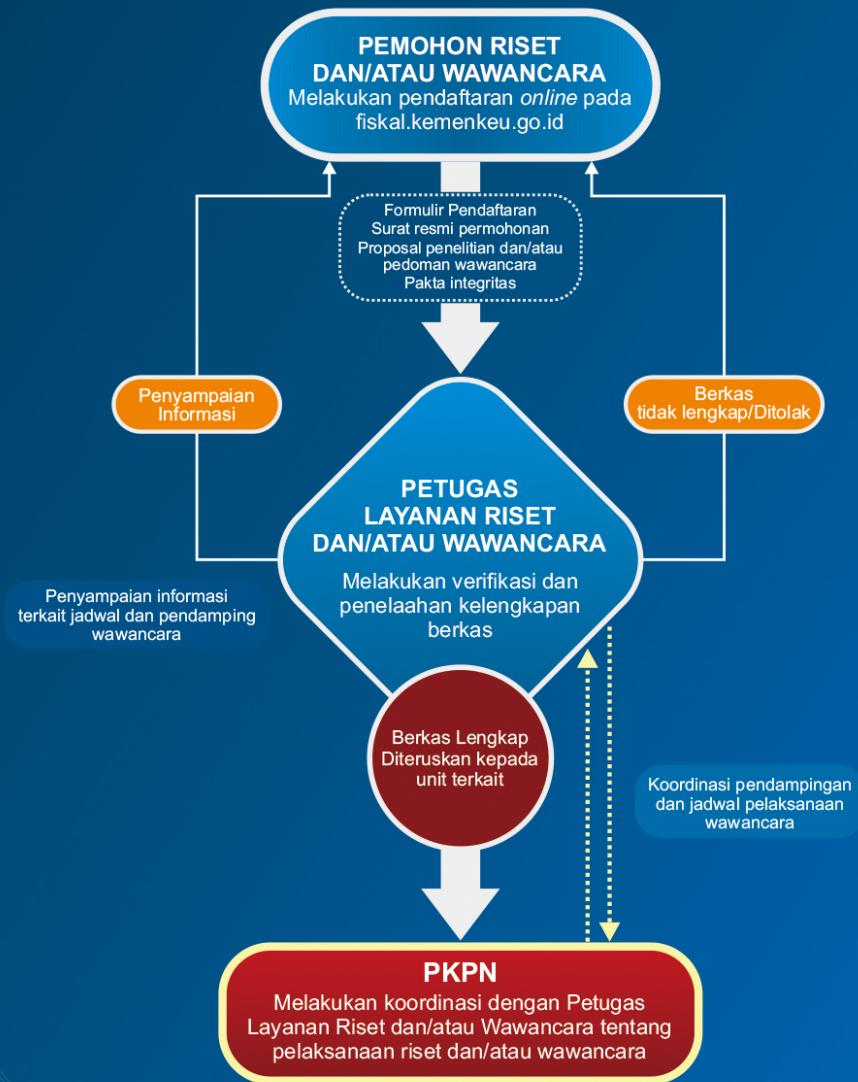 PEMOHON RISET
DAN/ATAU WAWANCARA
Melakukan pendaftaran online pada
fiskal.kemenkeu.go.id
Formulir Pendaftaran
Surat resmi permohonan
Proposal penelitian dan/atau
pedoman wawancara
Pakta integritas
Penyampaian
Informasi
Berkas
tidak lengkap/Ditolak
PETUGAS
LAYANAN RISET
DAN/ATAU WAWANCARA
Melakukan verifikasi dan
penelaahan kelengkapan
berkas
Penyampaian informasi
terkait jadwal dan pendamping
wawancara
Berkas Lengkap
Diteruskan kepada
unit terkait
Koordinasi pendampingan
dan jadwal pelaksanaan
wawancara
PKPN
Melakukan koordinasi dengan Petugas
Layanan Riset dan/atau Wawancara tentang
pelaksanaan riset dan/atau wawancara